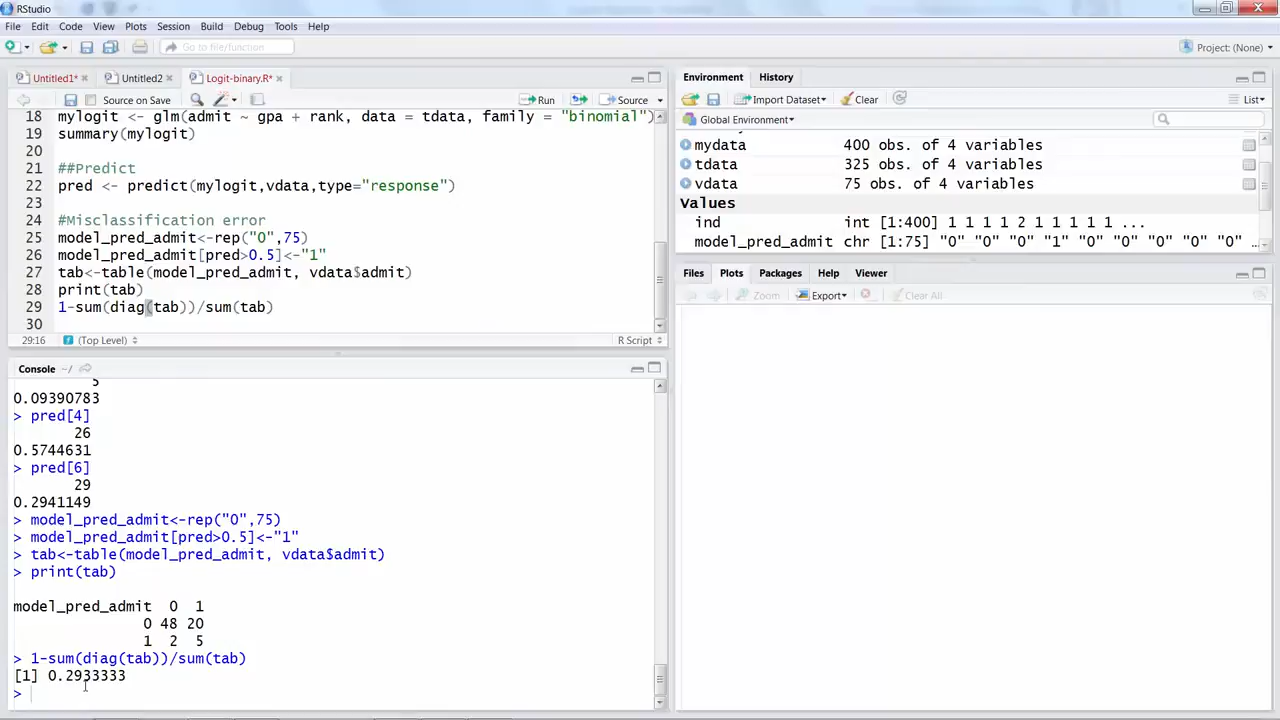 RStudio
File Edit Code View Plots Session Build Debug Tools Help
Go to file/function
Project: (None)
Untitled1* Untitled2 Logit-binary.R*
Source on Save Run Source
18 mylogit <- glm(admit ~ gpa + rank, data = tdata, family = "binomial")
19 summary(mylogit)
20
21 ##Predict
22 pred <- predict(mylogit,vdata,type="response")
23
24 #Misclassification error
25 model_pred_admit<-rep("0",75)
26 model_pred_admit[pred>0.5]<-"1"
27 tab<-table(model_pred_admit, vdata$admit)
28 print(tab)
29 1-sum(diag(tab))/sum(tab)
30
29:16 (Top Level) R Script
Console ~/
5
0.09390783
> pred[4]
26
0.5744631
> pred[6]
29
0.2941149
> model_pred_admit<-rep("0",75)
> model_pred_admit[pred>0.5]<-"1"
> tab<-table(model_pred_admit, vdata$admit)
> print(tab)
model_pred_admit 0 1
0 48 20
1 2 5
> 1-sum(diag(tab))/sum(tab)
[1] 0.2933333
>
Environment History
Import Dataset Clear List
Global Environment
mydata 400 obs. of 4 variables
tdata 325 obs. of 4 variables
vdata 75 obs. of 4 variables
Values
ind int [1:400] 1 1 1 1 2 1 1 1 1 1 ...
model_pred_admit chr [1:75] "0" "0" "0" "1" "0" "0" "0" "0" "0" ...
Files Plots Packages Help Viewer
Zoom Export Clear All